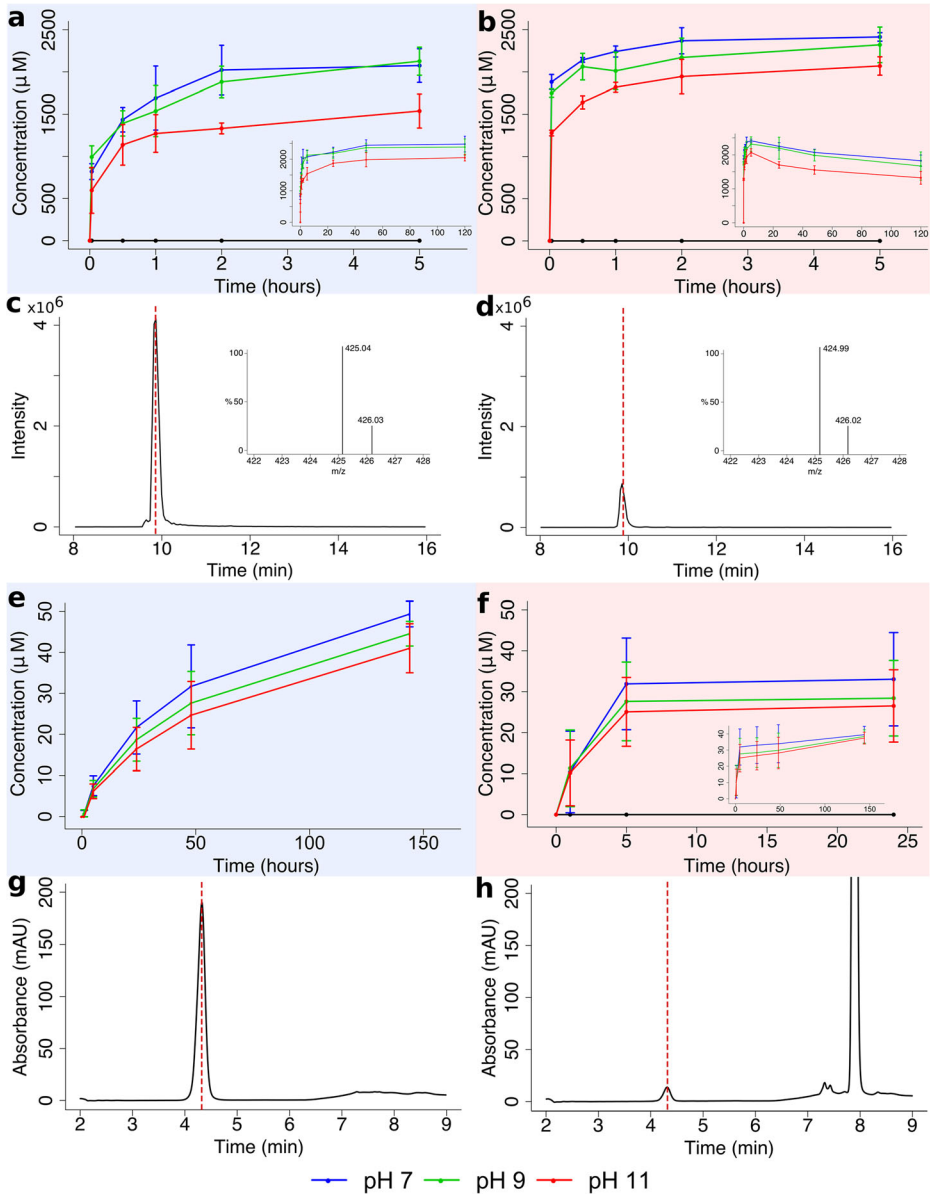 a
Concentration (µ M)
2500
1500
500
0
0 1 2 3 4 5
Time (hours)
2000
1000
0
0 20 40 60 80 100 120
b
Concentration (µ M)
2500
1500
500
0
0 1 2 3 4 5
Time (hours)
2000
1000
0
0 20 40 60 80 100 120
c
x10⁶
Intensity
4
2
0
8 10 12 14 16
Time (min)
100
% 50
0
425.04
426.03
422 423 424 425 426 427 428
m/z
d
x10⁶
Intensity
4
2
0
8 10 12 14 16
Time (min)
100
% 50
0
424.99
426.02
422 423 424 425 426 427 428
m/z
e
Concentration (µ M)
50
40
30
20
10
0
0 50 100 150
Time (hours)
f
Concentration (µ M)
50
40
30
20
10
0
0 5 10 15 20 25
Time (hours)
40
30
20
10
0
0 50 100 150
g
Absorbance (mAU)
200
150
100
50
0
2 3 4 5 6 7 8 9
Time (min)
h
Absorbance (mAU)
200
150
100
50
0
2 3 4 5 6 7 8 9
Time (min)
pH 7 pH 9 pH 11